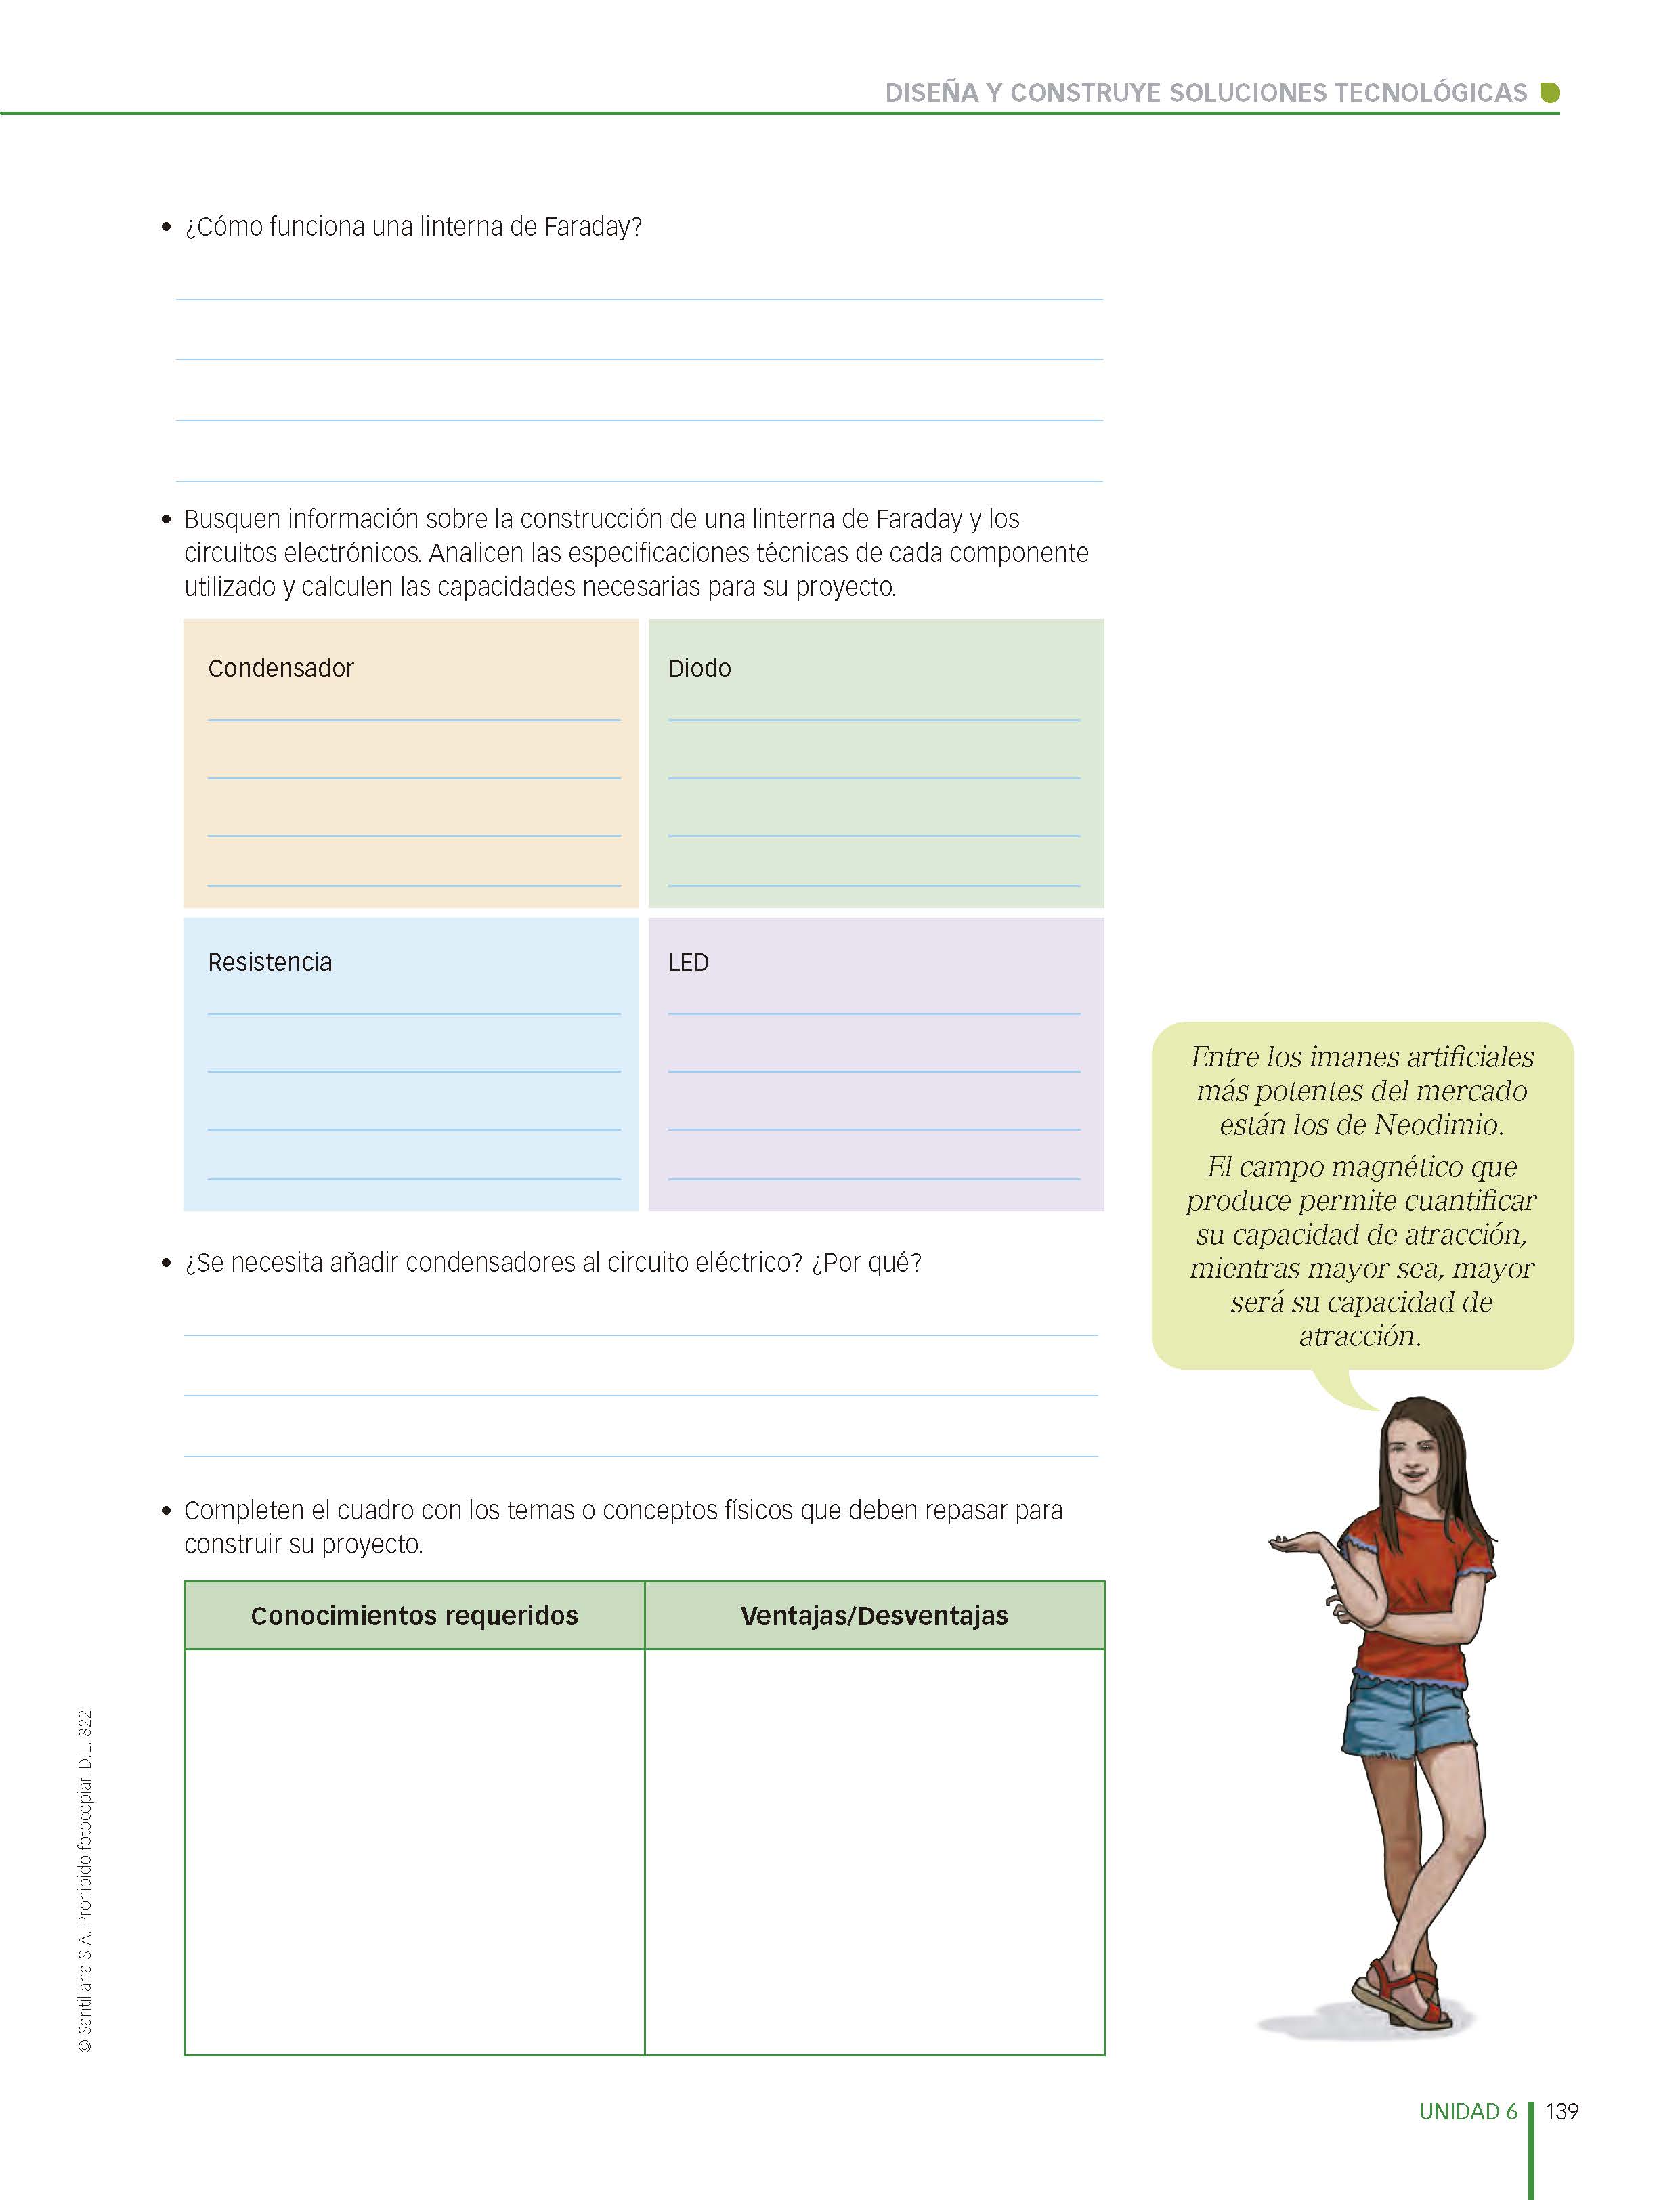 DISEÑA Y CONSTRUYE SOLUCIONES TECNOLÓGICAS
• ¿Cómo funciona una linterna de Faraday?
• Busquen información sobre la construcción de una linterna de Faraday y los
circuitos electrónicos. Analicen las especificaciones técnicas de cada componente
utilizado y calculen las capacidades necesarias para su proyecto.
Condensador
Diodo
Resistencia
LED
Entre los imanes artificiales
más potentes del mercado
están los de Neodimio.
El campo magnético que
produce permite cuantificar
su capacidad de atracción,
mientras mayor sea, mayor
será su capacidad de
atracción.
• ¿Se necesita añadir condensadores al circuito eléctrico? ¿Por qué?
• Completen el cuadro con los temas o conceptos físicos que deben repasar para
construir su proyecto.
Conocimientos requeridos
Ventajas/Desventajas
© Santillana S.A. Prohibido fotocopiar. D.L. 822
UNIDAD 6 139